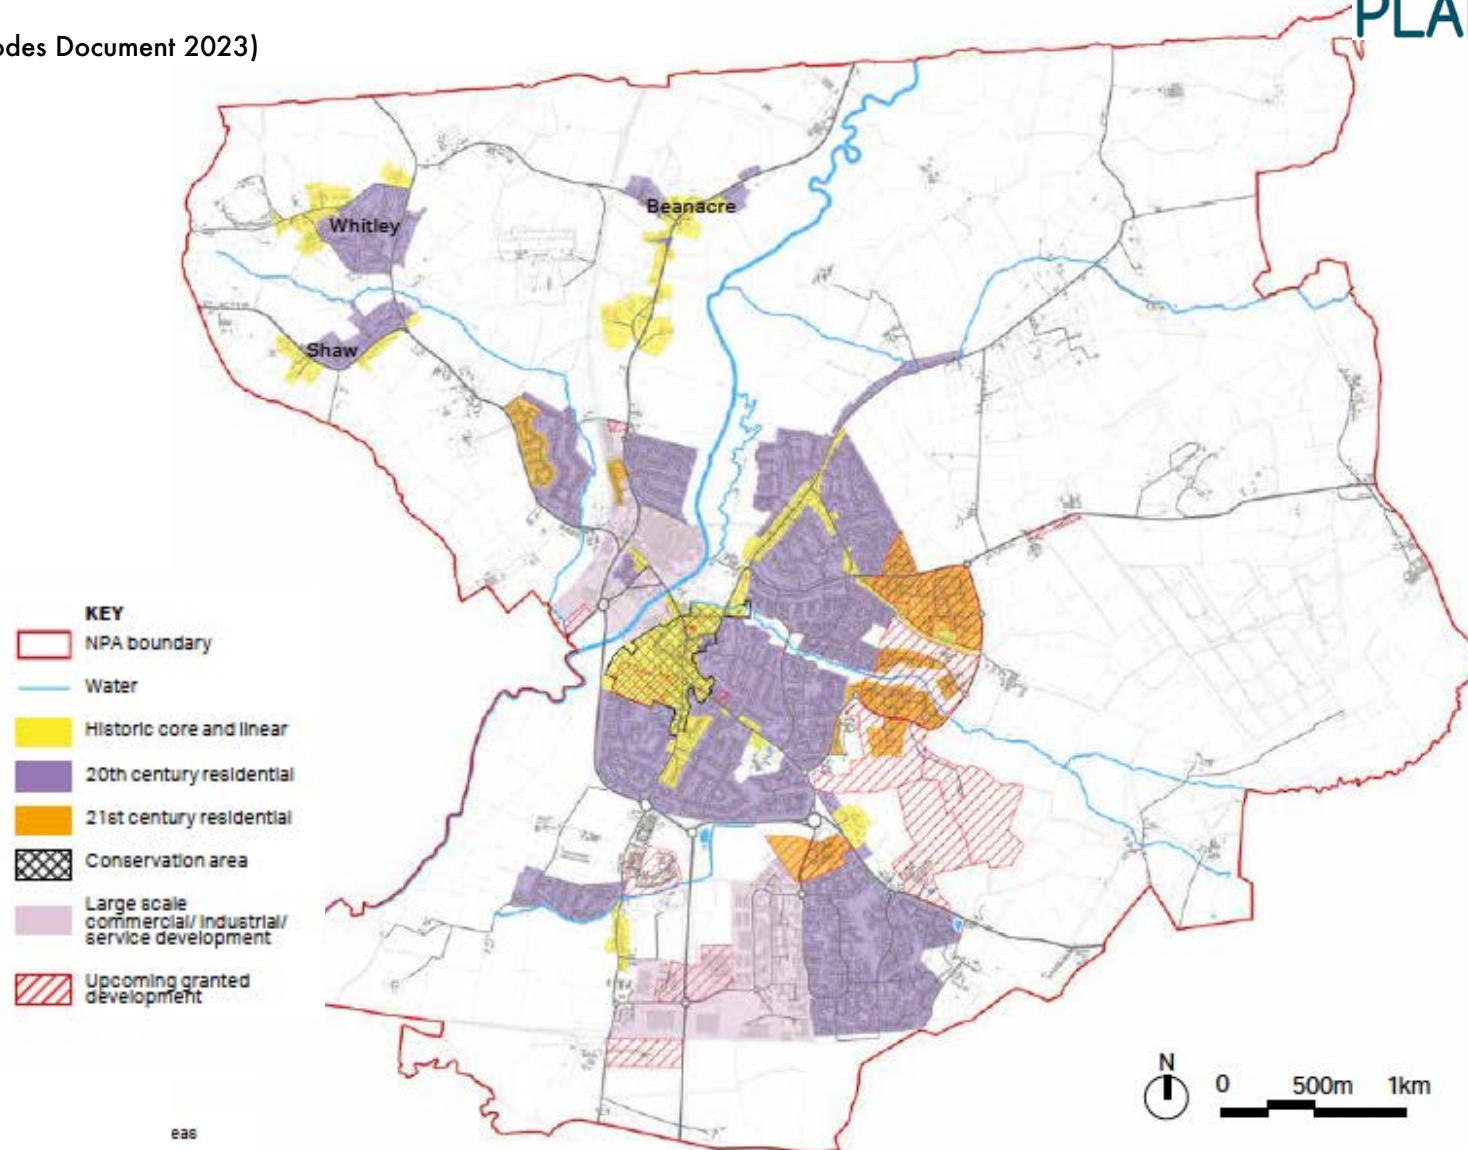 PLA
odes Document 2023)
Whitley
Beanacre
Shaw
KEY
NPA boundary
Water
Historic core and linear
20th century residential
21st century residential
Conservation area
Large scale
commercial/ industrial/
service development
Upcoming granted
development
N
0 500m 1km
eas